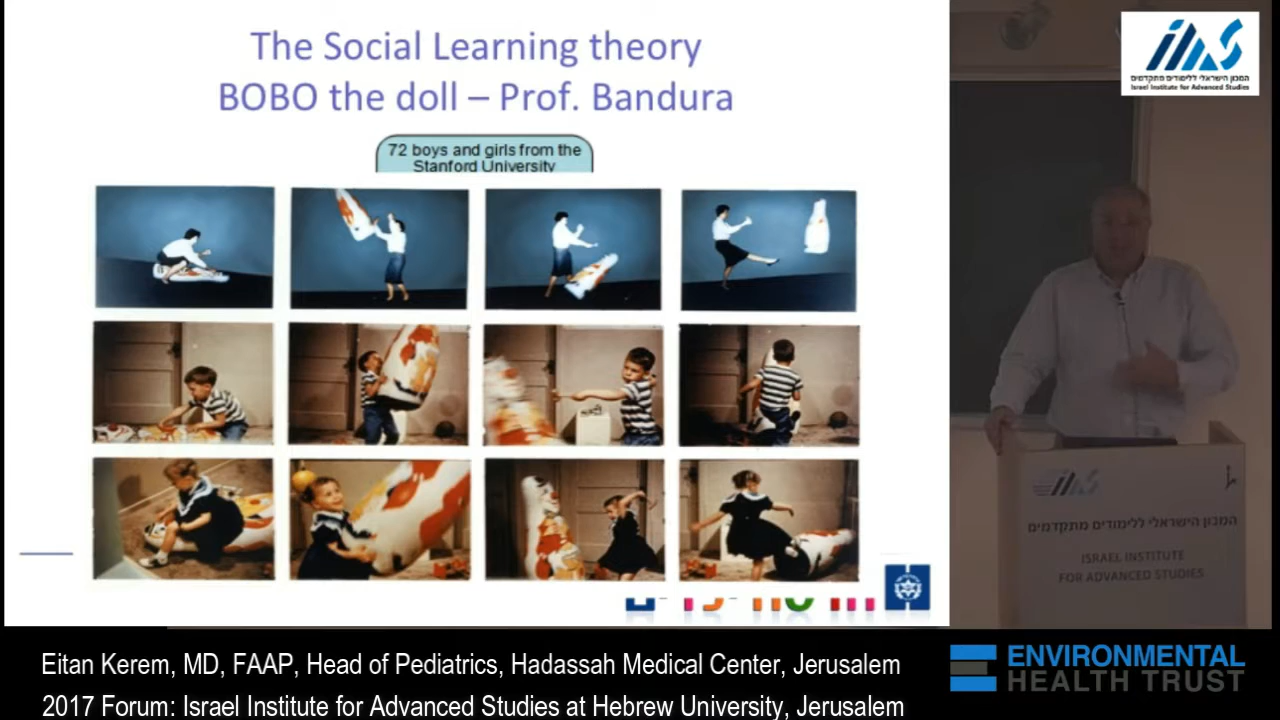 The Social Learning theory
BOBO the doll – Prof. Bandura
72 boys and girls from the
Stanford University
המכון הישראלי ללימודים מתקדמים
Israel Institute for Advanced Studies
המכון הישראלי ללימודים מתקדמים
ISRAEL INSTITUTE
FOR ADVANCED STUDIES
Eitan Kerem, MD, FAAP, Head of Pediatrics, Hadassah Medical Center, Jerusalem
2017 Forum: Israel Institute for Advanced Studies at Hebrew University, Jerusalem
ENVIRONMENTAL
HEALTH TRUST